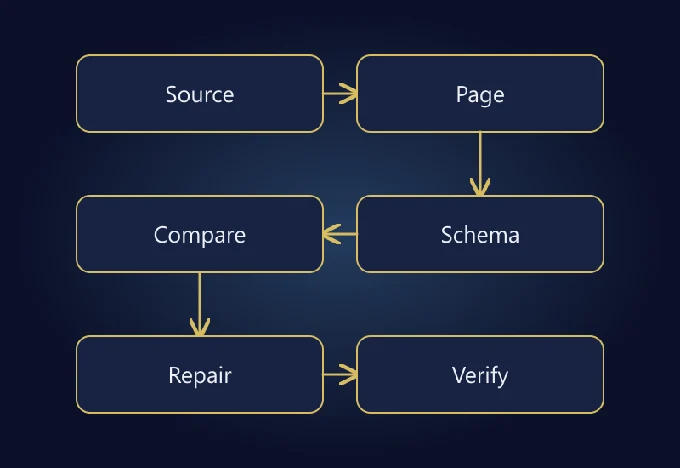 Source
Page
Schema
Compare
Repair
Verify